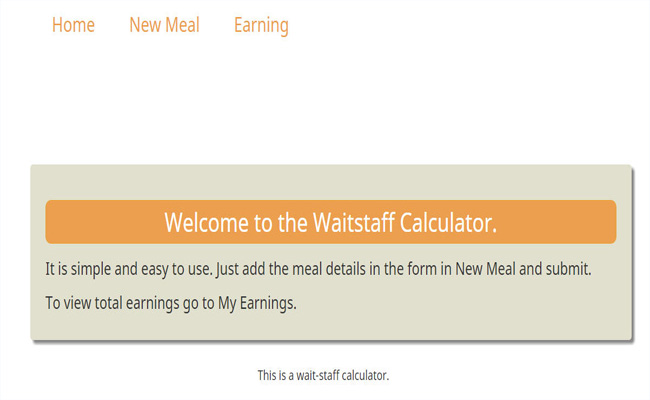 Home New Meal Earning
Welcome to the Waitstaff Calculator.
It is simple and easy to use. Just add the meal details in the form in New Meal and submit.
To view total earnings go to My Earnings.
This is a wait-staff calculator.